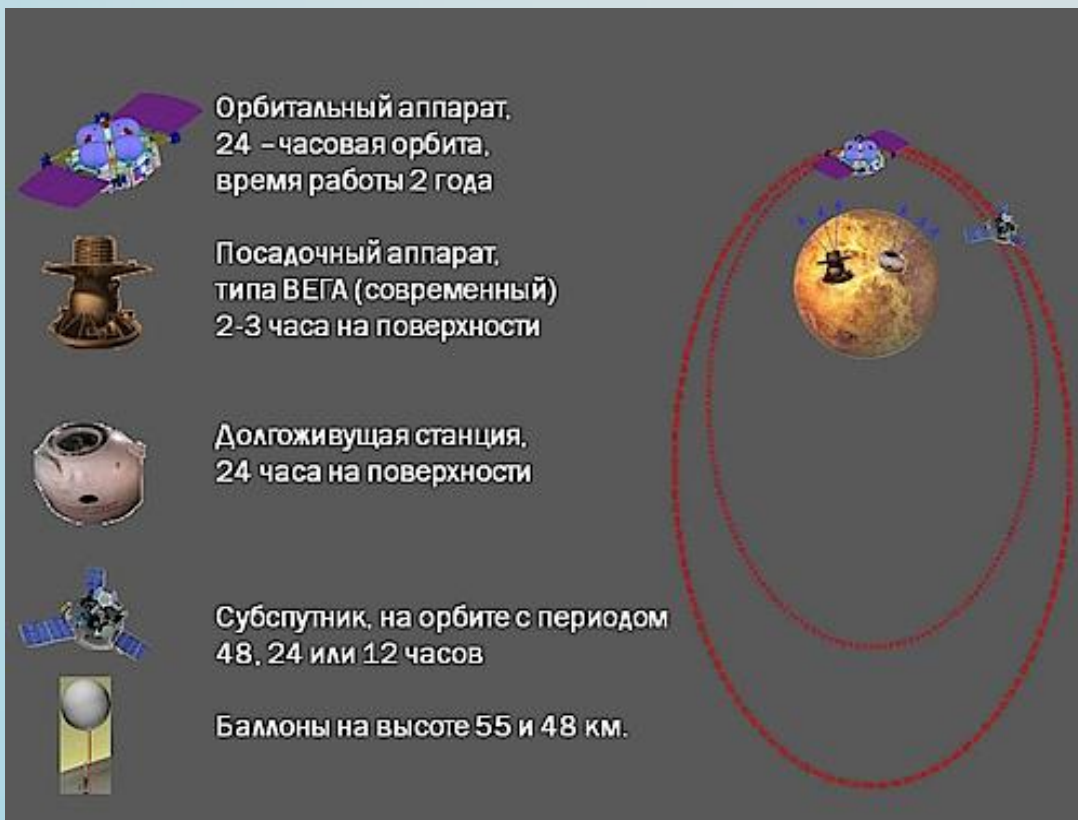 Орбитальный аппарат,
24 –часовая орбита,
время работы 2 года
Посадочный аппарат,
типа ВЕГА (современный)
2-3 часа на поверхности
Долгоживущая станция,
24 часа на поверхности
Субспутник, на орбите с периодом
48, 24 или 12 часов
Баллоны на высоте 55 и 48 км.